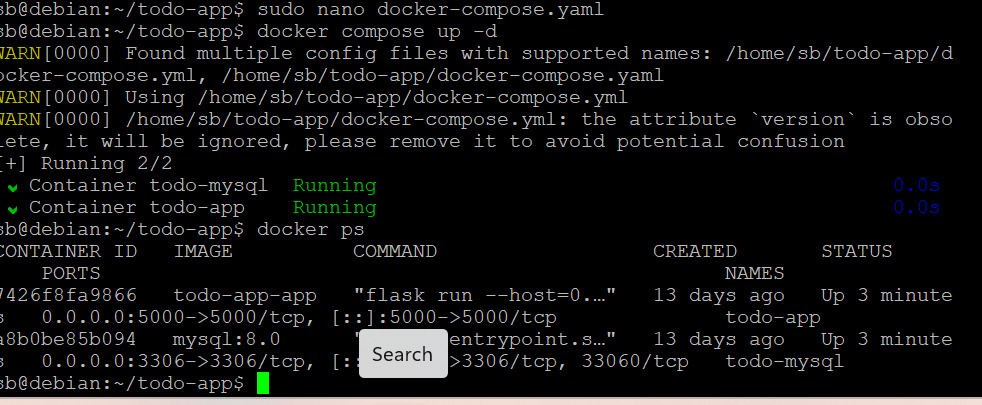 sb@debian:~/todo-app$ sudo nano docker-compose.yaml
sb@debian:~/todo-app$ docker compose up -d
WARN[0000] Found multiple config files with supported names: /home/sb/todo-app/d
ocker-compose.yml, /home/sb/todo-app/docker-compose.yaml
WARN[0000] Using /home/sb/todo-app/docker-compose.yml
WARN[0000] /home/sb/todo-app/docker-compose.yml: the attribute `version` is obso
lete, it will be ignored, please remove it to avoid potential confusion
[+] Running 2/2
Container todo-mysql Running 0.0s
Container todo-app Running 0.0s
sb@debian:~/todo-app$ docker ps
CONTAINER ID IMAGE COMMAND CREATED STATUS
PORTS NAMES
7426f8fa9866 todo-app-app "flask run --host=0.…" 13 days ago Up 3 minute
s 0.0.0.0:5000->5000/tcp, [::]:5000->5000/tcp todo-app
a8b0be85b094 mysql:8.0 "entrypoint.s…" 13 days ago Up 3 minute
s 0.0.0.0:3306->3306/tcp, [:: >3306/tcp, 33060/tcp todo-mysql
Search
sb@debian:~/todo-app$